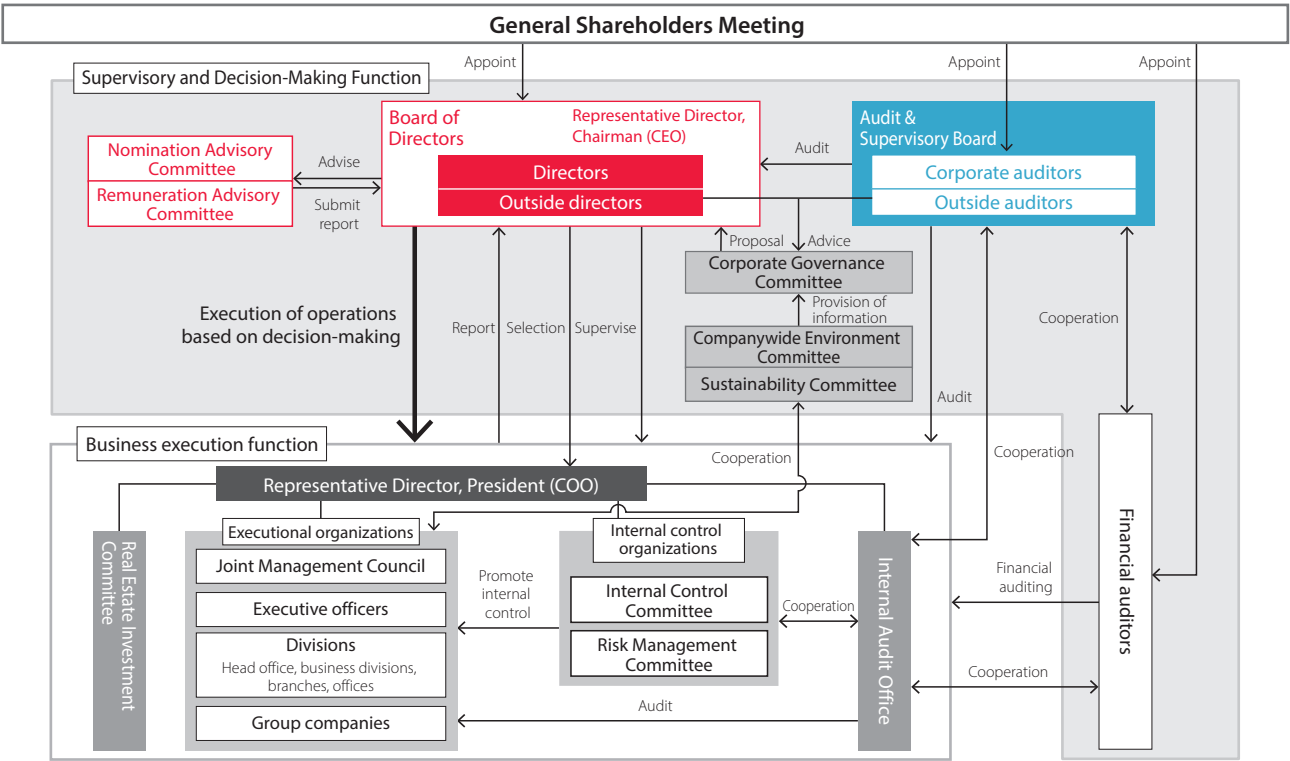 General Shareholders Meeting
Appoint
Appoint
Appoint
Supervisory and Decision-Making Function
Board of
Directors
Representative Director,
Chairman (CEO)
Directors
Outside directors
Audit &
Supervisory Board
Corporate auditors
Outside auditors
Nomination Advisory
Committee
Remuneration Advisory
Committee
Advise
Submit
report
Audit
Proposal
Advice
Corporate Governance
Committee
Provision of
information
Companywide Environment
Committee
Sustainability Committee
Execution of operations
based on decision-making
Report
Selection
Supervise
Cooperation
Audit
Cooperation
Cooperation
Business execution function
Representative Director, President (COO)
Real Estate Investment
Committee
Executional organizations
Joint Management Council
Executive officers
Divisions
Head office, business divisions,
branches, offices
Group companies
Promote
internal
control
Internal control
organizations
Internal Control
Committee
Risk Management
Committee
Cooperation
Audit
Internal Audit Office
Financial
auditing
Cooperation
Financial auditors